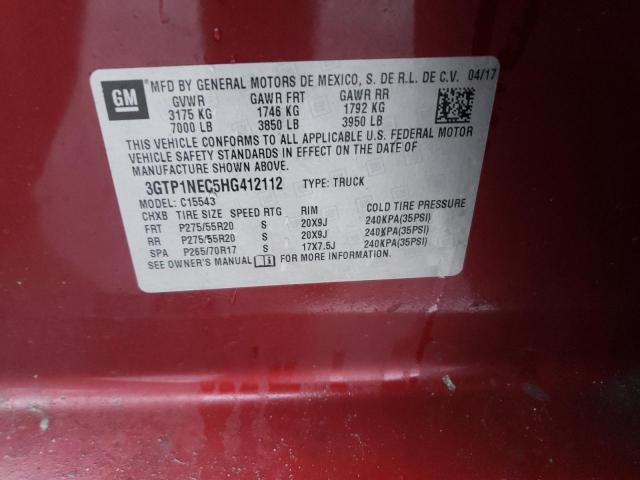 GM
MFD BY GENERAL MOTORS DE MEXICO, S. DE R.L. DE C.V. 04/17
GVWR GAWR FRT GAWR RR
3175 KG 1746 KG 1792 KG
7000 LB 3850 LB 3950 LB
THIS VEHICLE CONFORMS TO ALL APPLICABLE U.S. FEDERAL MOTOR
VEHICLE SAFETY STANDARDS IN EFFECT ON THE DATE OF
MANUFACTURE SHOWN ABOVE.
3GTP1NEC5HG412112 TYPE: TRUCK
MODEL: C15543
CHXB TIRE SIZE SPEED RTG RIM COLD TIRE PRESSURE
FRT P275/55R20 S 20X9J 240KPA(35PSI)
RR P275/55R20 S 20X9J 240KPA(35PSI)
SPA P265/70R17 S 17X7.5J 240KPA(35PSI)
SEE OWNER'S MANUAL FOR MORE INFORMATION.